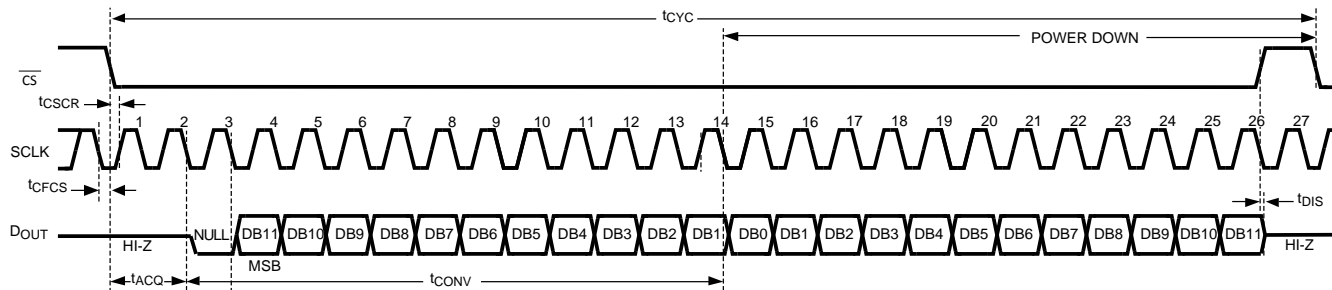 tCYC
POWER DOWN
CS
tCSCR
1 2 3 4 5 6 7 8 9 10 11 12 13 14 15 16 17 18 19 20 21 22 23 24 25 26 27
SCLK
tCFCS
tDIS
DOUT
HI-Z
NULL DB11 DB10 DB9 DB8 DB7 DB6 DB5 DB4 DB3 DB2 DB1 DB0 DB1 DB2 DB3 DB4 DB5 DB6 DB7 DB8 DB9 DB10 DB11
HI-Z
MSB
tACQ
tCONV